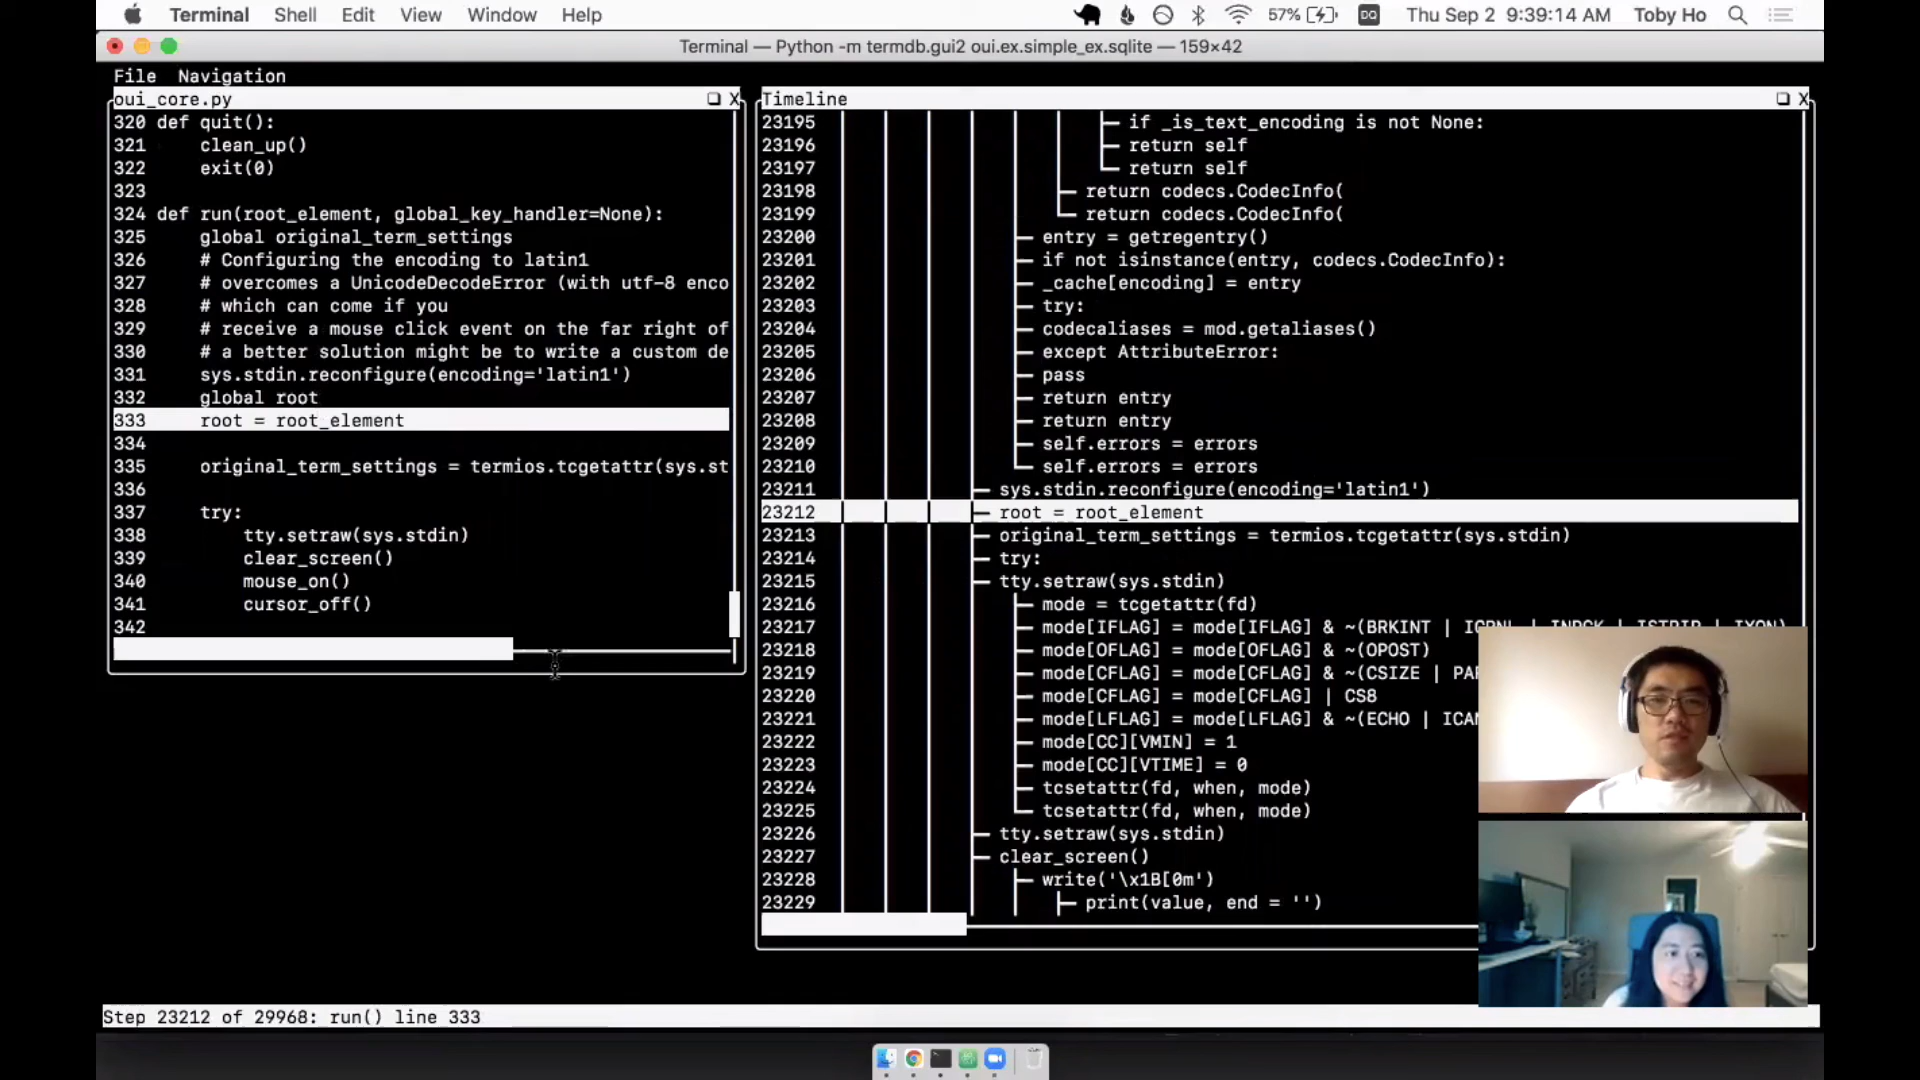 Terminal Shell Edit View Window Help 57% DQ Thu Sep 2 9:39:14 AM Toby Ho
Terminal — Python -m termdb.gui2 oui.ex.simple_ex.sqlite — 159×42
File Navigation
oui_core.py X
320 def quit():
321 clean_up()
322 exit(0)
323
324 def run(root_element, global_key_handler=None):
325 global original_term_settings
326 # Configuring the encoding to latin1
327 # overcomes a UnicodeDecodeError (with utf-8 enco
328 # which can come if you
329 # receive a mouse click event on the far right of
330 # a better solution might be to write a custom de
331 sys.stdin.reconfigure(encoding='latin1')
332 global root
333 root = root_element
334
335 original_term_settings = termios.tcgetattr(sys.st
336
337 try:
338 tty.setraw(sys.stdin)
339 clear_screen()
340 mouse_on()
341 cursor_off()
342
Timeline X
23195 if _is_text_encoding is not None:
23196 return self
23197 return self
23198 return codecs.CodecInfo(
23199 return codecs.CodecInfo(
23200 entry = getregentry()
23201 if not isinstance(entry, codecs.CodecInfo):
23202 _cache[encoding] = entry
23203 try:
23204 codecaliases = mod.getaliases()
23205 except AttributeError:
23206 pass
23207 return entry
23208 return entry
23209 self.errors = errors
23210 self.errors = errors
23211 sys.stdin.reconfigure(encoding='latin1')
23212 root = root_element
23213 original_term_settings = termios.tcgetattr(sys.stdin)
23214 try:
23215 tty.setraw(sys.stdin)
23216 mode = tcgetattr(fd)
23217 mode[IFLAG] = mode[IFLAG] & ~(BRKINT | ICRNL | INPCK | ISTRIP | IXON)
23218 mode[OFLAG] = mode[OFLAG] & ~(OPOST)
23219 mode[CFLAG] = mode[CFLAG] & ~(CSIZE | PAR
23220 mode[CFLAG] = mode[CFLAG] | CS8
23221 mode[LFLAG] = mode[LFLAG] & ~(ECHO | ICAN
23222 mode[CC][VMIN] = 1
23223 mode[CC][VTIME] = 0
23224 tcsetattr(fd, when, mode)
23225 tcsetattr(fd, when, mode)
23226 tty.setraw(sys.stdin)
23227 clear_screen()
23228 write('\x1B[0m')
23229 print(value, end = '')
Step 23212 of 29968: run() line 333